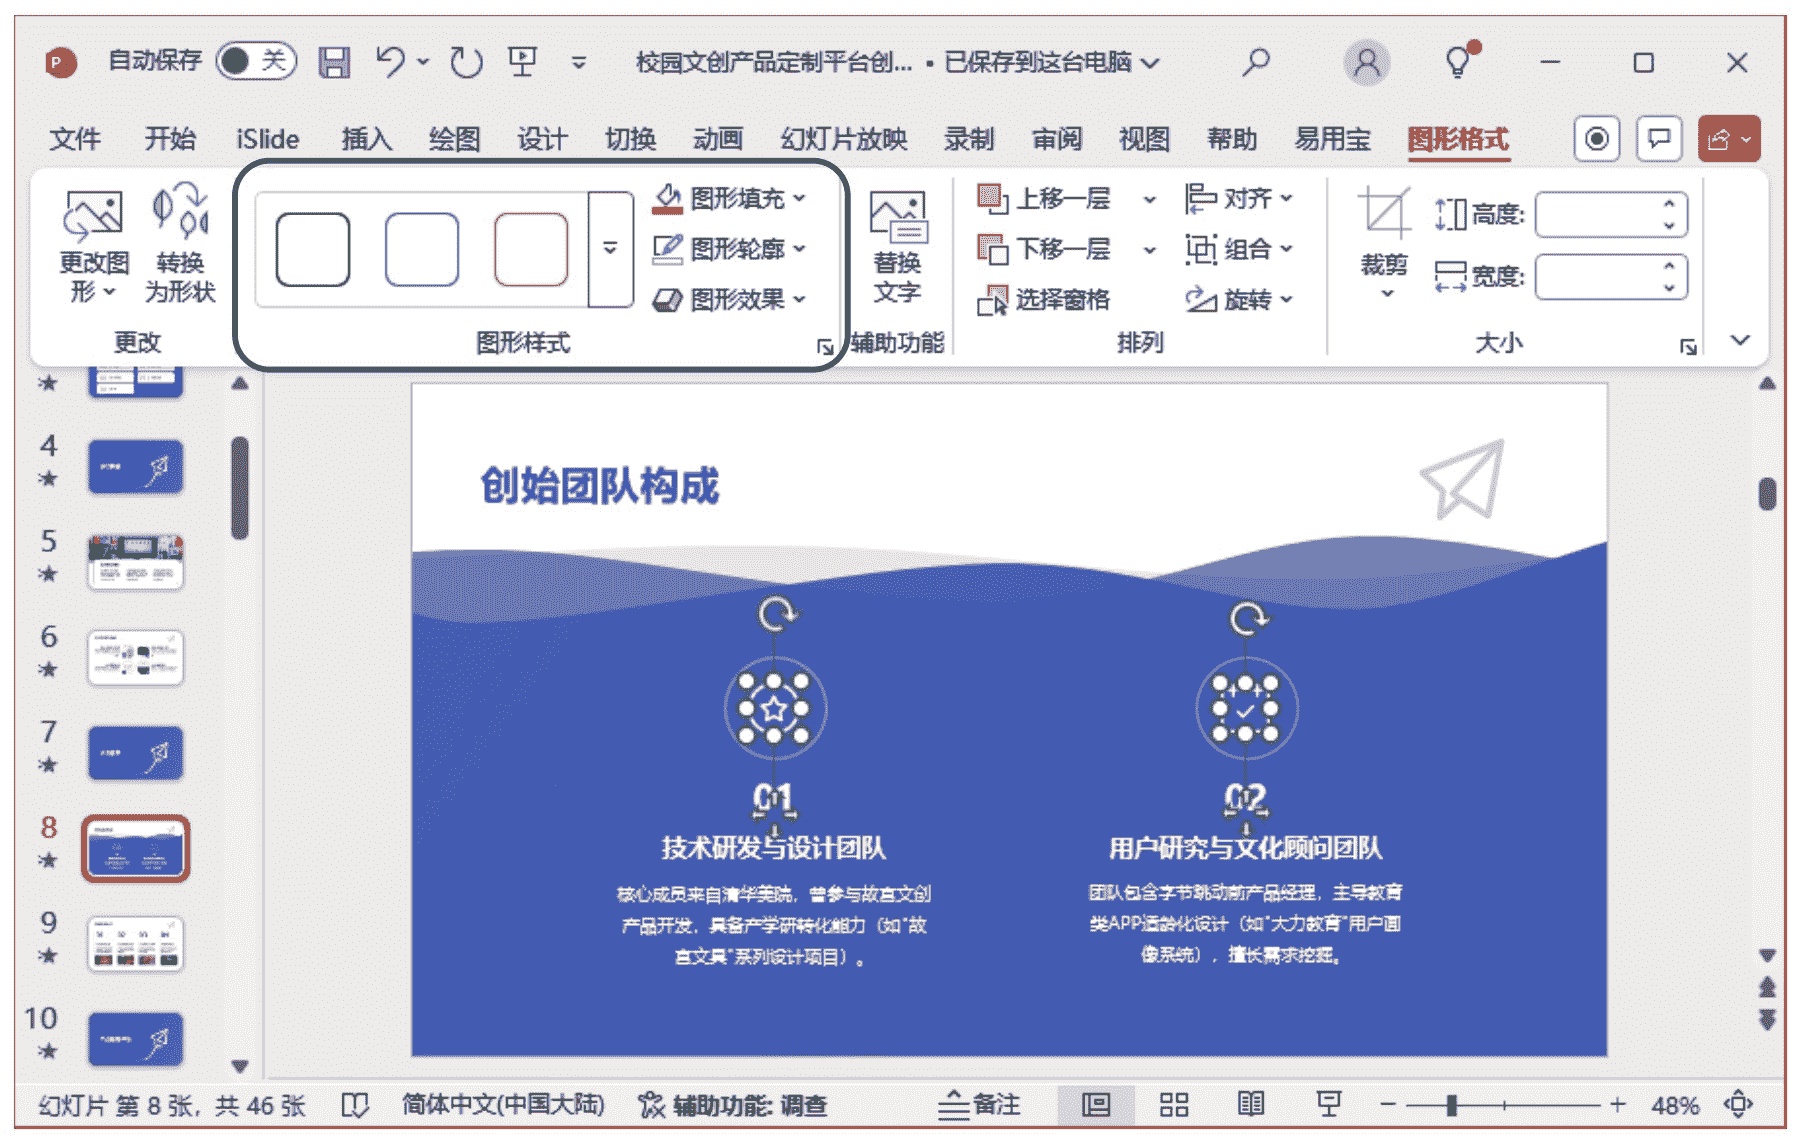 自动保存 关 校园文创产品定制平台创... • 已保存到这台电脑
文件 开始 iSlide 插入 绘图 设计 切换 动画 幻灯片放映 录制 审阅 视图 帮助 易用宝 图形格式
更改图形
转换为形状
更改
图形填充
图形轮廓
图形效果
图形样式
替换文字
辅助功能
上移一层
下移一层
选择窗格
对齐
组合
旋转
排列
裁剪
高度:
宽度:
大小
4
5
6
7
8
9
10
创始团队构成
01
技术研发与设计团队
核心成员来自清华美院，曾参与故宫文创
产品开发，具备产学研转化能力（如"故
宫文具"系列设计项目）。
02
用户研究与文化顾问团队
团队包含字节跳动前产品经理，主导教育
类APP适龄化设计（如"大力教育"用户画
像系统），擅长需求挖掘。
幻灯片 第 8 张，共 46 张 简体中文(中国大陆) 辅助功能: 调查 备注 48%